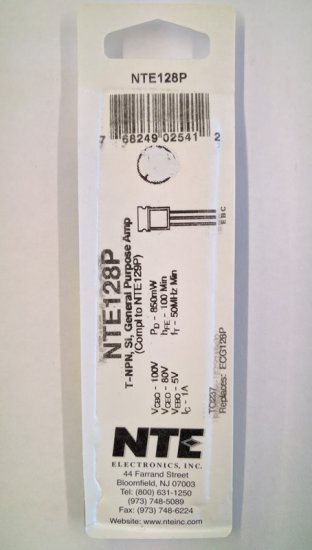 NTE128P
7 68249 02541 2
E B C
NTE128P
T-NPN, Si, General Purpose Amp
(Compl to NTE129P)
VCBO - 100V
VCEO - 80V
VEBO - 5V
IC - 1A
PD - 850mW
hFE - 100 Min
fT - 50MHz Min
TO237
Replaces: ECG128P
NTE
ELECTRONICS, INC.
44 Farrand Street
Bloomfield, NJ 07003
Tel: (800) 631-1250
(973) 748-5089
Fax: (973) 748-6224
Website: www.nteinc.com